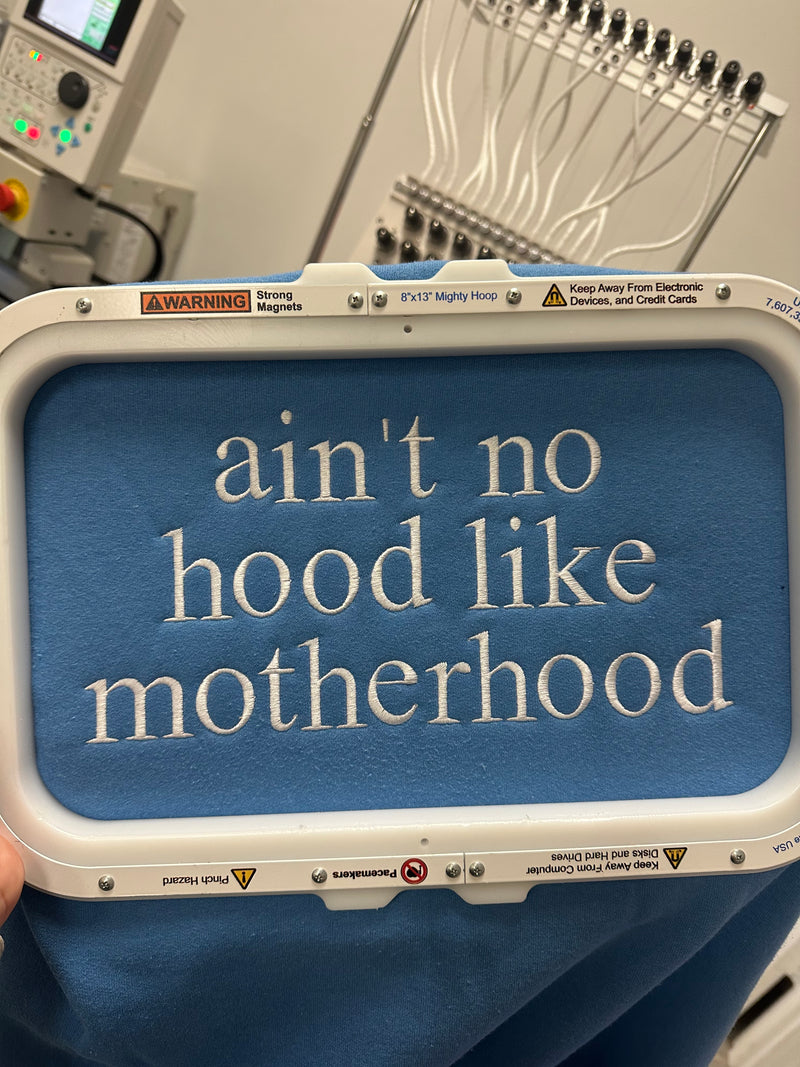 WARNING Strong
Magnets
8"x13" Mighty Hoop
Keep Away From Electronic
Devices, and Credit Cards
ain't no
hood like
motherhood
Keep Away From Computer
Disks and Hard Drives
Pacemakers
Pinch Hazard